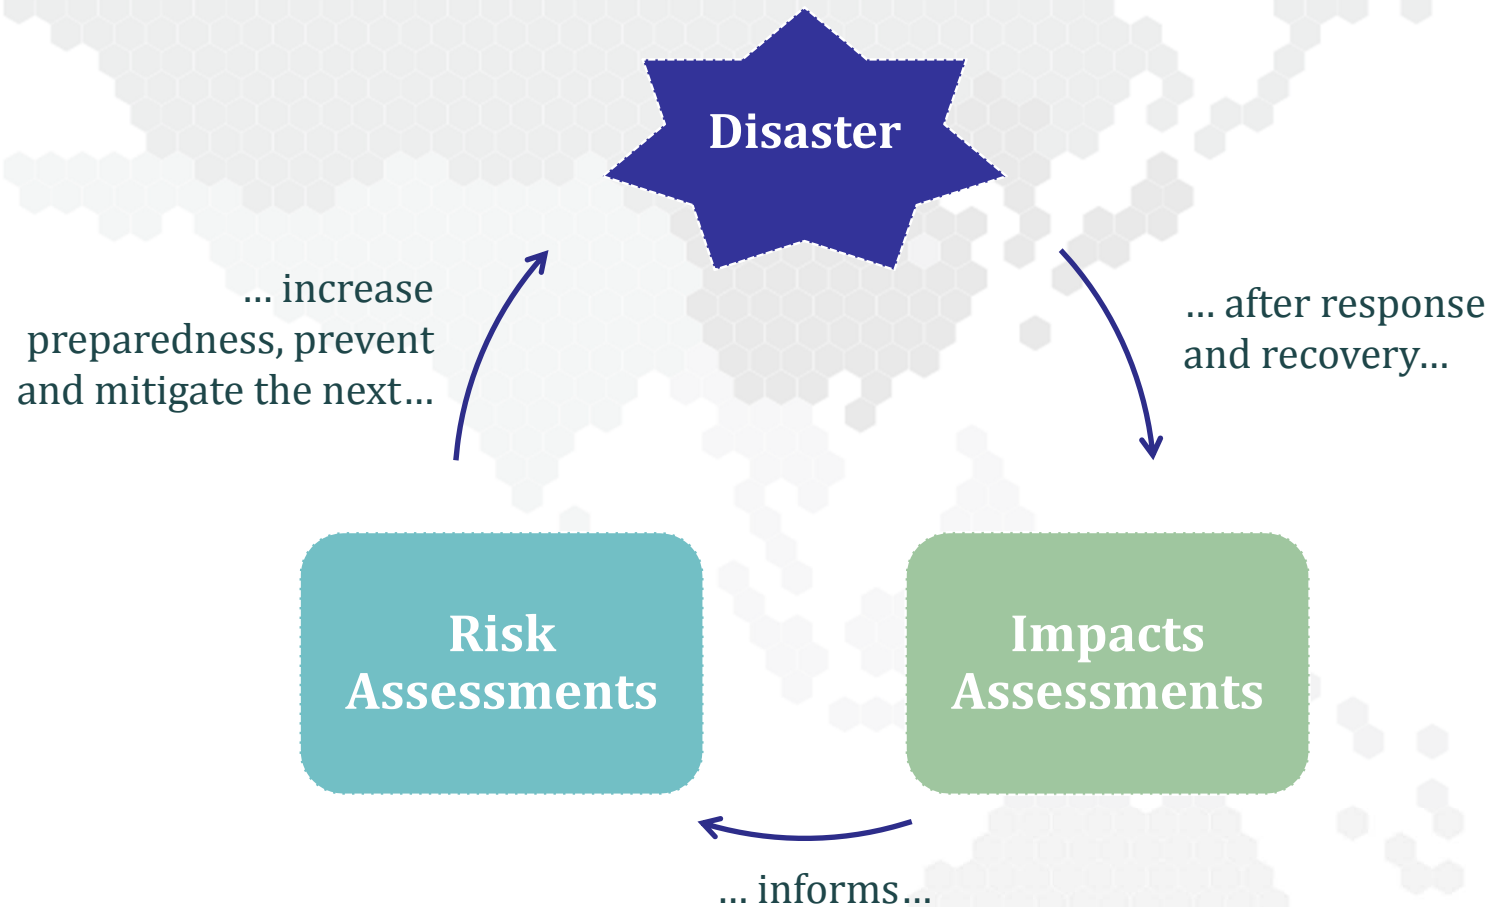 Disaster
… increase
preparedness, prevent
and mitigate the next…
… after response
and recovery…
Risk
Assessments
Impacts
Assessments
… informs…